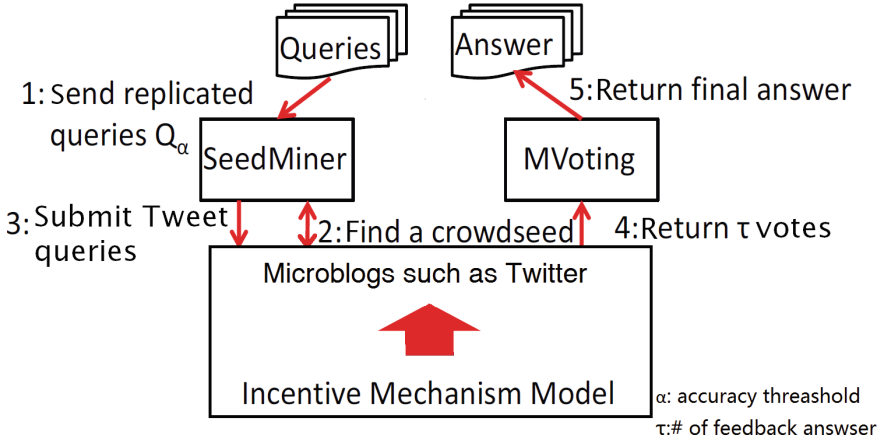 Queries
Answer
1: Send replicated
queries Qα
5:Return final answer
SeedMiner
MVoting
3: Submit Tweet
queries
2:Find a crowdseed
4:Return τ votes
Microblogs such as Twitter
Incentive Mechanism Model
α: accuracy threashold
τ:# of feedback answser